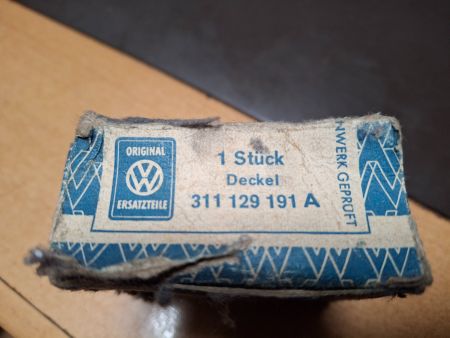 ORIGINAL
VW
ERSATZTEILE
1 Stück
Deckel
311 129 191 A
NWERK GEPRÜFT